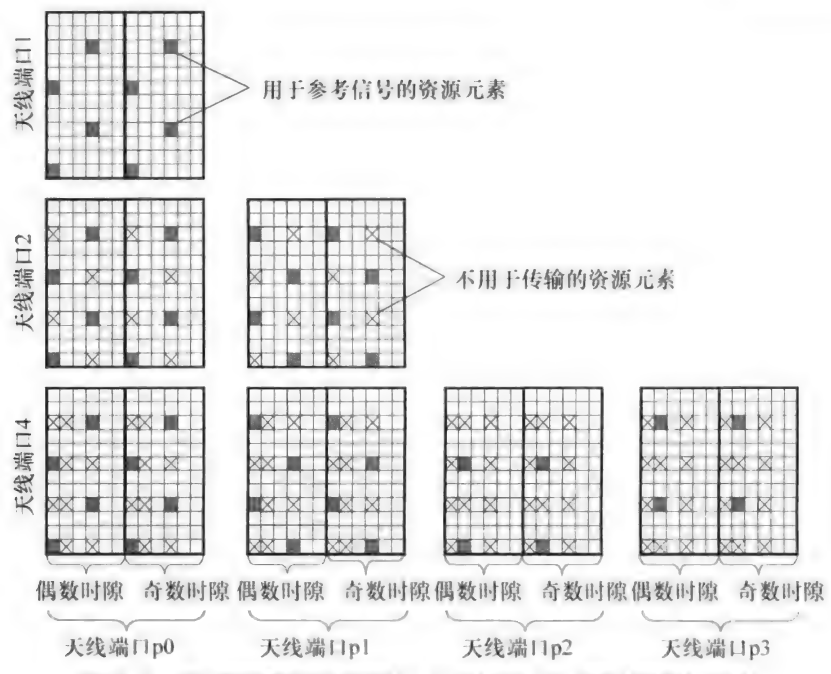 天线端口1
用于参考信号的资源元素
天线端口2
不用于传输的资源元素
天线端口4
偶数时隙 奇数时隙 偶数时隙 奇数时隙 偶数时隙 奇数时隙 偶数时隙 奇数时隙
天线端口p0 天线端口p1 天线端口p2 天线端口p3